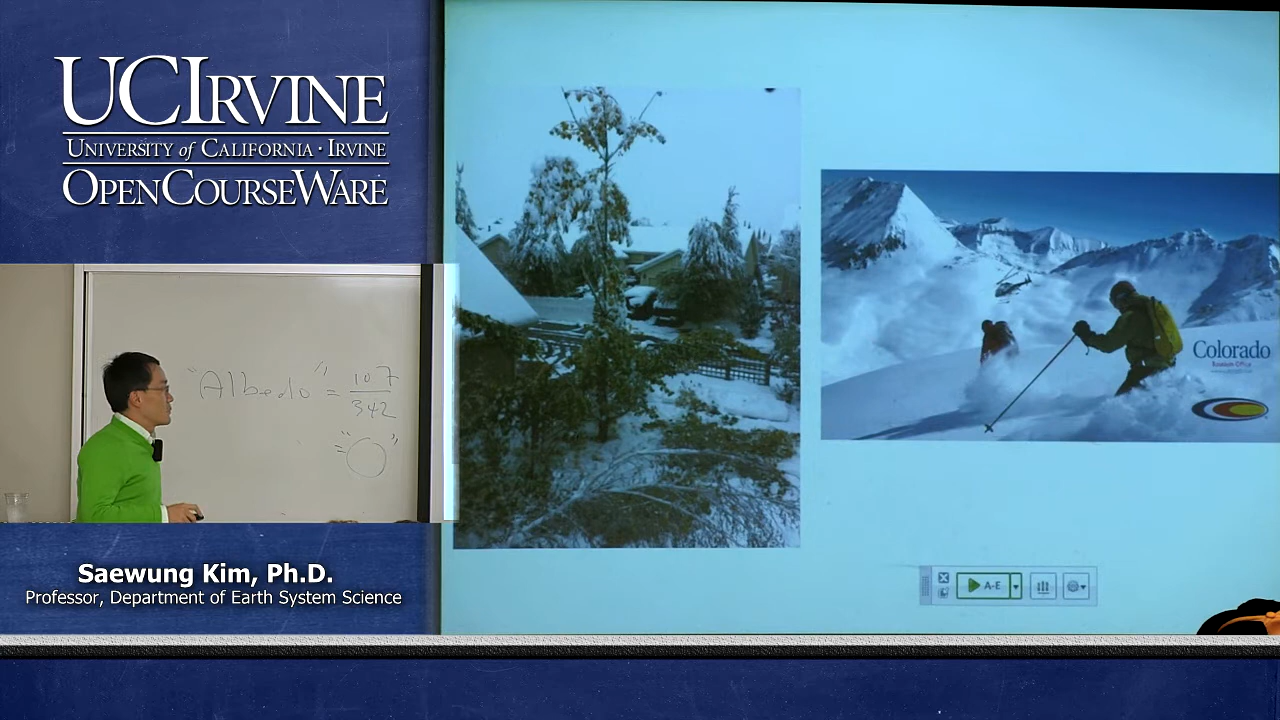 UCIRVINE
UNIVERSITY of CALIFORNIA · IRVINE
OPENCOURSEWARE
"Albedo" = 107
342
Saewung Kim, Ph.D.
Professor, Department of Earth System Science
Colorado
A-E